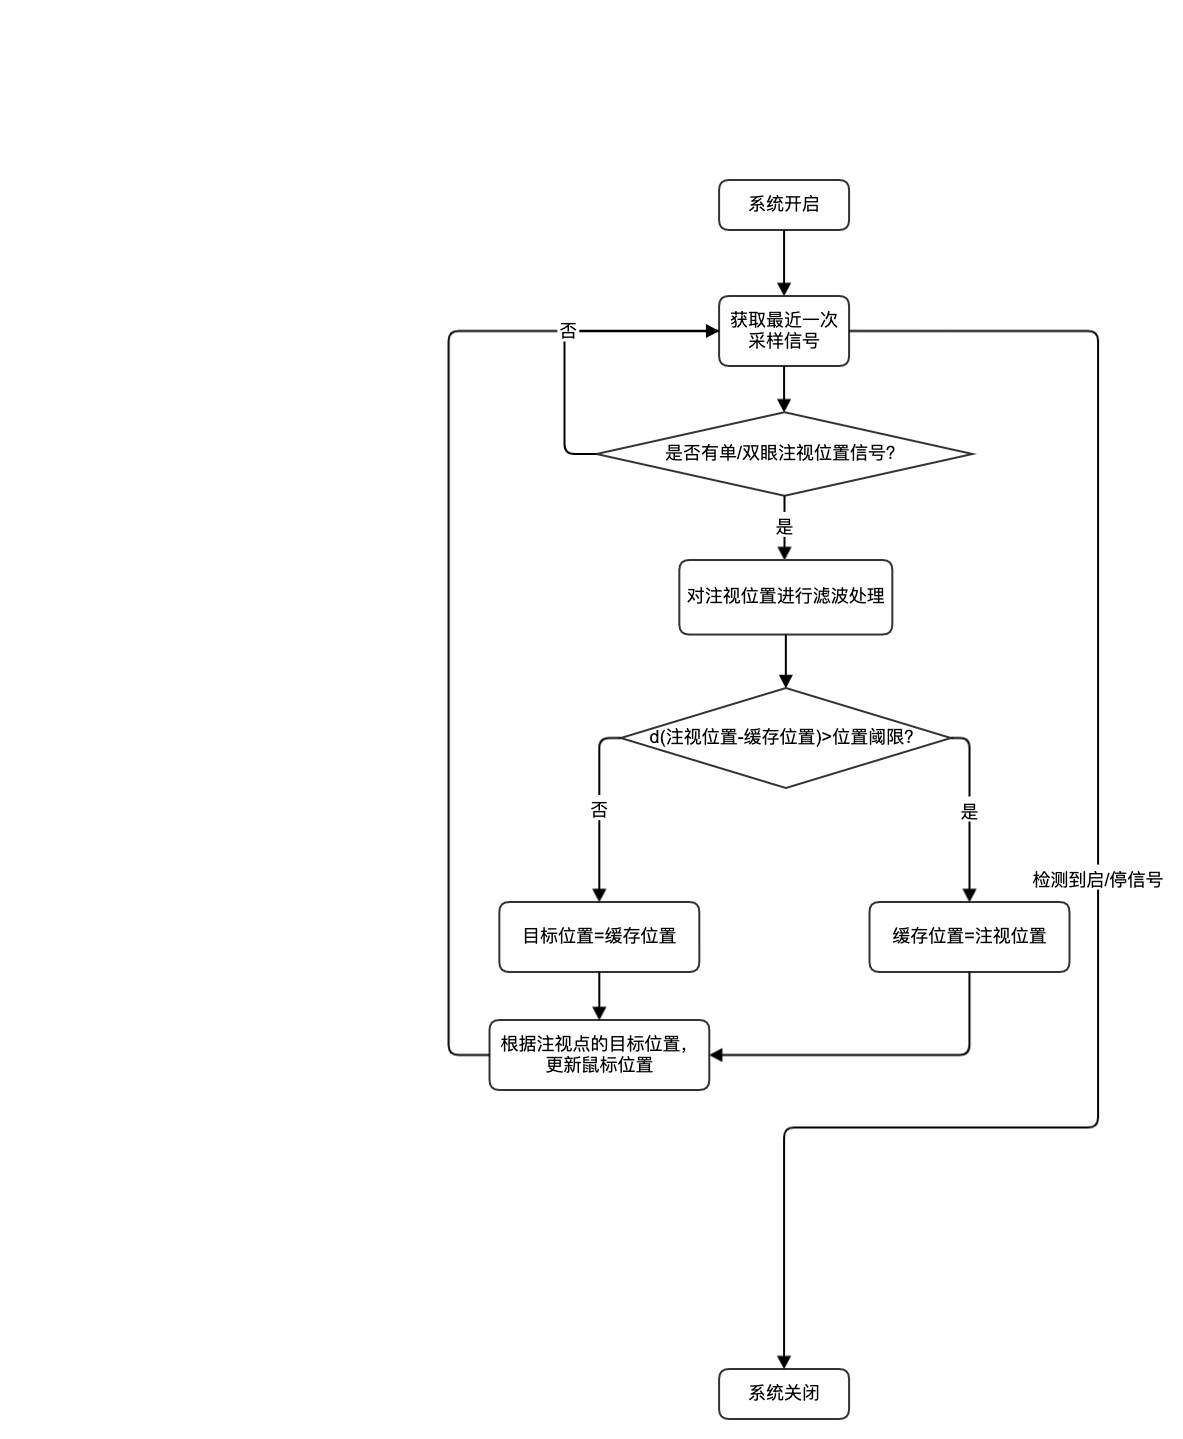 系统开启
获取最近一次
采样信号
否
是否有单/双眼注视位置信号?
是
对注视位置进行滤波处理
d(注视位置-缓存位置)>位置阈限?
否
是
检测到启/停信号
目标位置=缓存位置
缓存位置=注视位置
根据注视点的目标位置，
更新鼠标位置
系统关闭